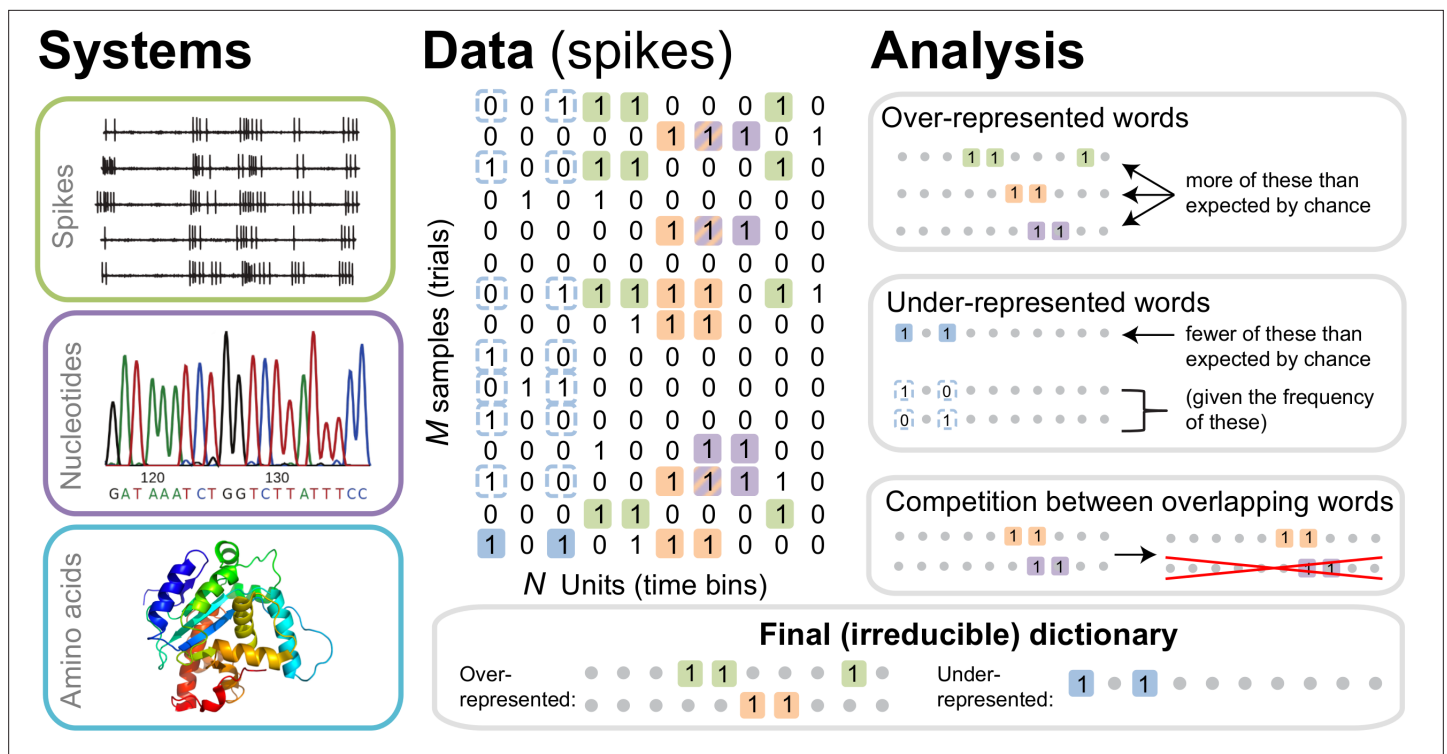 Systems
Spikes
Nucleotides
120 130
GAT AAAT CT GGTCTTATTTCC
Amino acids
Data (spikes)
0 0 1 1 1 0 0 0 1 0
0 0 0 0 0 1 1 1 0 1
1 0 0 1 1 0 0 0 1 0
0 1 0 1 0 0 0 0 0 0
0 0 0 0 0 1 1 1 0 0
0 0 0 0 0 0 0 0 0 0
0 0 1 1 1 1 1 0 1 1
0 0 0 0 1 1 1 0 0 0
1 0 0 0 0 0 0 0 0 0
0 1 1 0 0 0 0 0 0 0
1 0 0 0 0 0 0 0 0 0
0 0 0 1 0 0 1 1 0 0
1 0 0 0 0 1 1 1 1 0
0 0 0 1 1 0 0 0 1 0
1 0 1 0 1 1 1 0 0 0
M samples (trials)
N Units (time bins)
Analysis
Over-represented words
1 1 1
1 1
1 1
more of these than
expected by chance
Under-represented words
1 1
fewer of these than
expected by chance
1 0
0 1
(given the frequency
of these)
Competition between overlapping words
1 1
1 1
1 1
1 1
Final (irreducible) dictionary
Over-
represented:
1 1 1
1 1
Under-
represented:
1 1